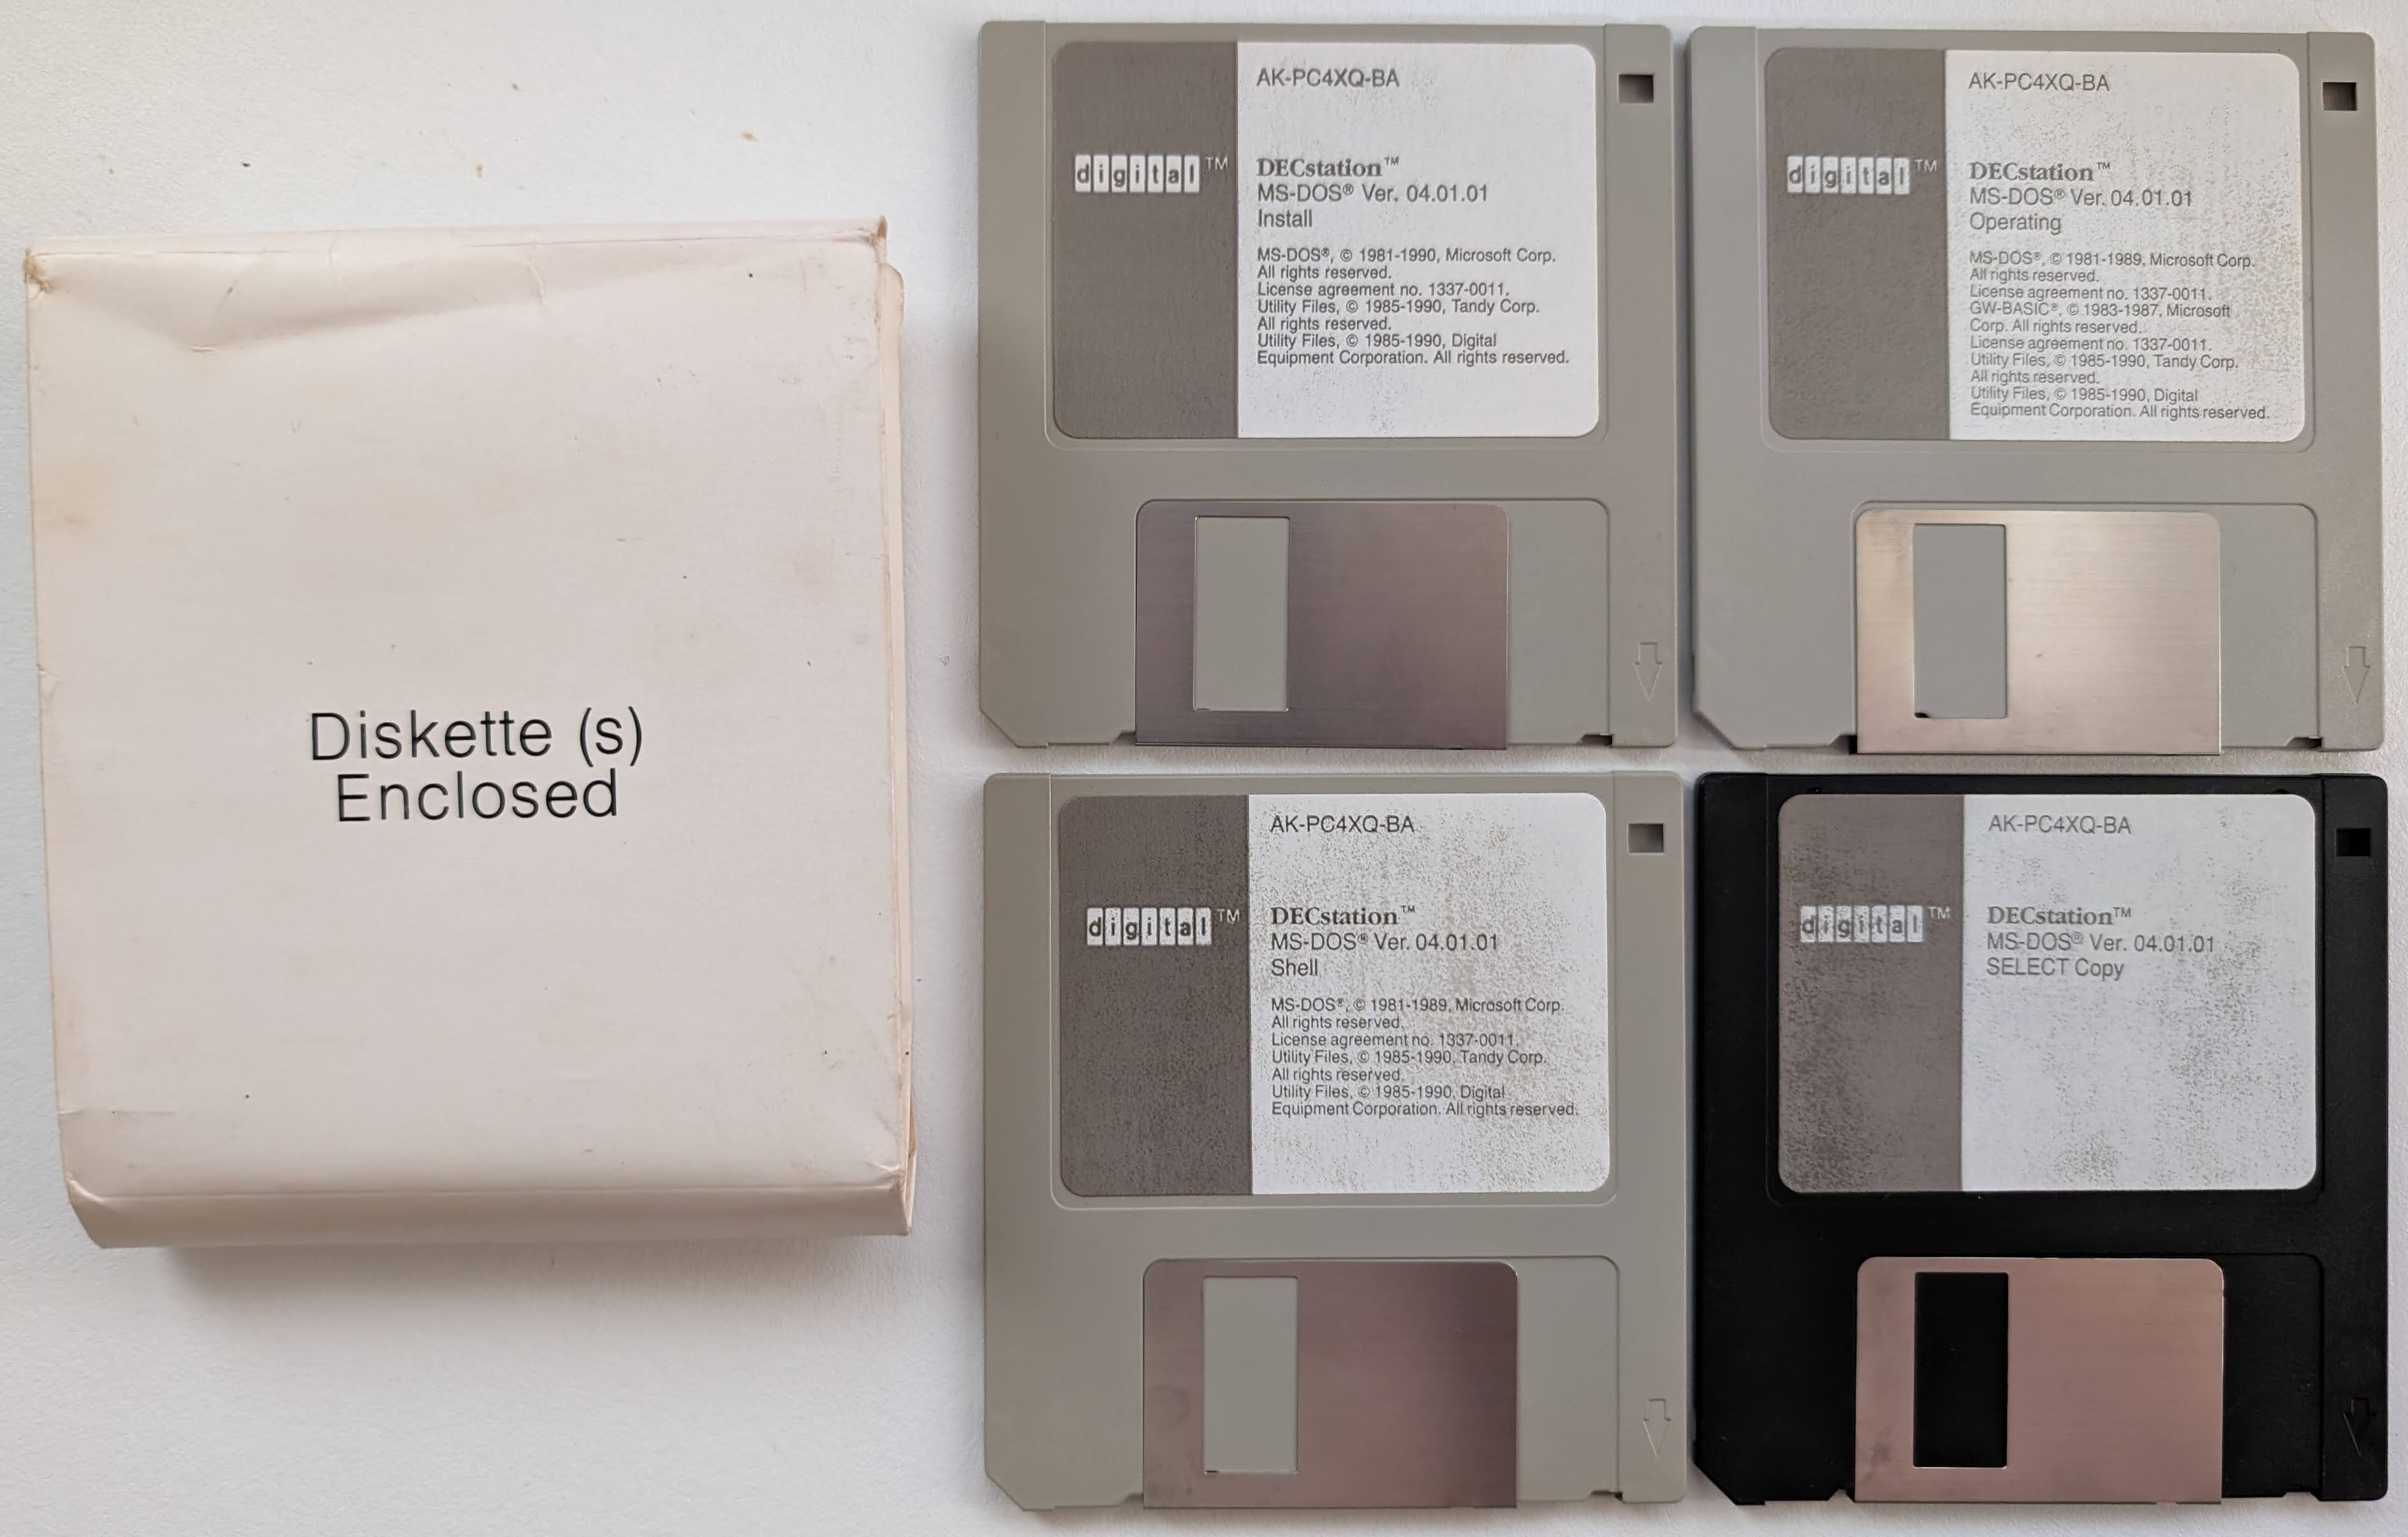 Diskette (s)
Enclosed
AK-PC4XQ-BA
digital™
DECstation™
MS-DOS® Ver. 04.01.01
Install
MS-DOS®, © 1981-1990, Microsoft Corp.
All rights reserved.
License agreement no. 1337-0011.
Utility Files, © 1985-1990, Tandy Corp.
All rights reserved.
Utility Files, © 1985-1990, Digital
Equipment Corporation. All rights reserved.
AK-PC4XQ-BA
digital™
DECstation™
MS-DOS® Ver. 04.01.01
Operating
MS-DOS®, © 1981-1989, Microsoft Corp.
All rights reserved.
License agreement no. 1337-0011.
GW-BASIC®, © 1983-1987, Microsoft
Corp. All rights reserved.
License agreement no. 1337-0011.
Utility Files, © 1985-1990, Tandy Corp.
All rights reserved.
Utility Files, © 1985-1990, Digital
Equipment Corporation. All rights reserved.
AK-PC4XQ-BA
digital™
DECstation™
MS-DOS® Ver. 04.01.01
Shell
MS-DOS®, © 1981-1989, Microsoft Corp.
All rights reserved.
License agreement no. 1337-0011.
Utility Files, © 1985-1990, Tandy Corp.
All rights reserved.
Utility Files, © 1985-1990, Digital
Equipment Corporation. All rights reserved.
AK-PC4XQ-BA
digital™
DECstation™
MS-DOS® Ver. 04.01.01
SELECT Copy